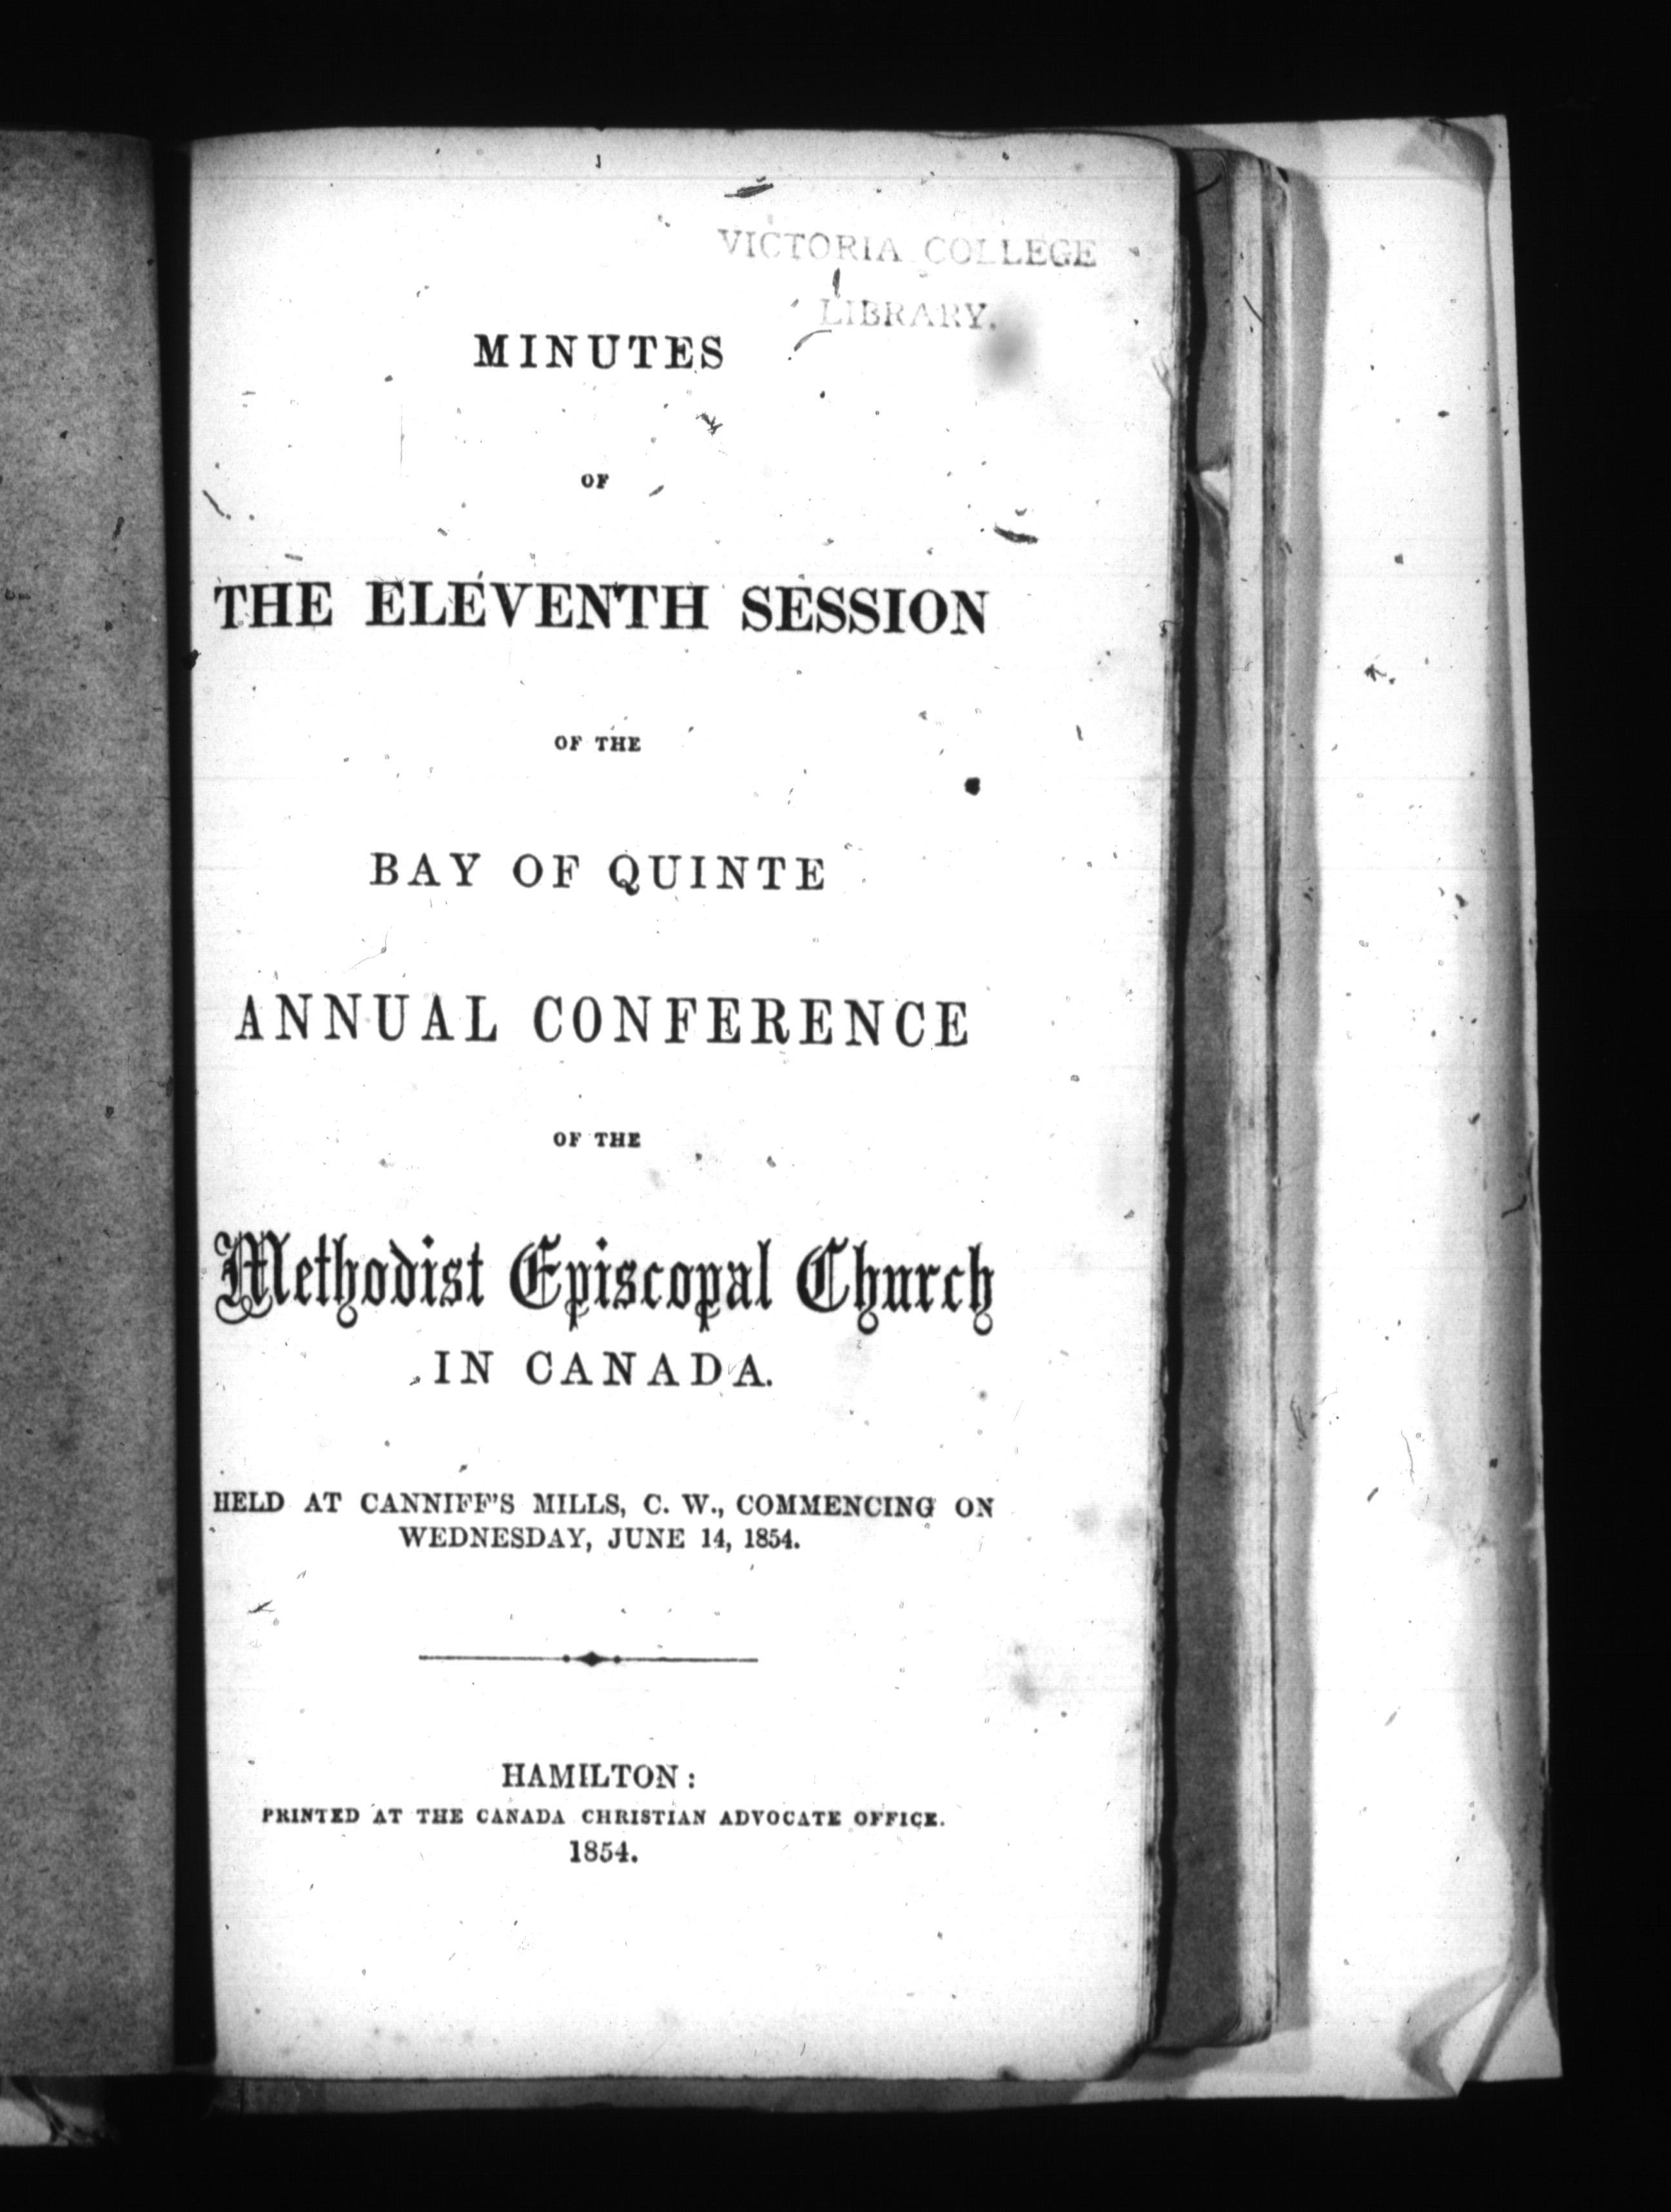 VICTORIA COLLEGE
LIBRARY.
MINUTES
OF
THE ELEVENTH SESSION
OF THE
BAY OF QUINTE
ANNUAL CONFERENCE
OF THE
Methodist Episcopal Church
IN CANADA.
HELD AT CANNIFF'S MILLS, C. W., COMMENCING ON
WEDNESDAY, JUNE 14, 1854.
HAMILTON:
PRINTED AT THE CANADA CHRISTIAN ADVOCATE OFFICE.
1854.